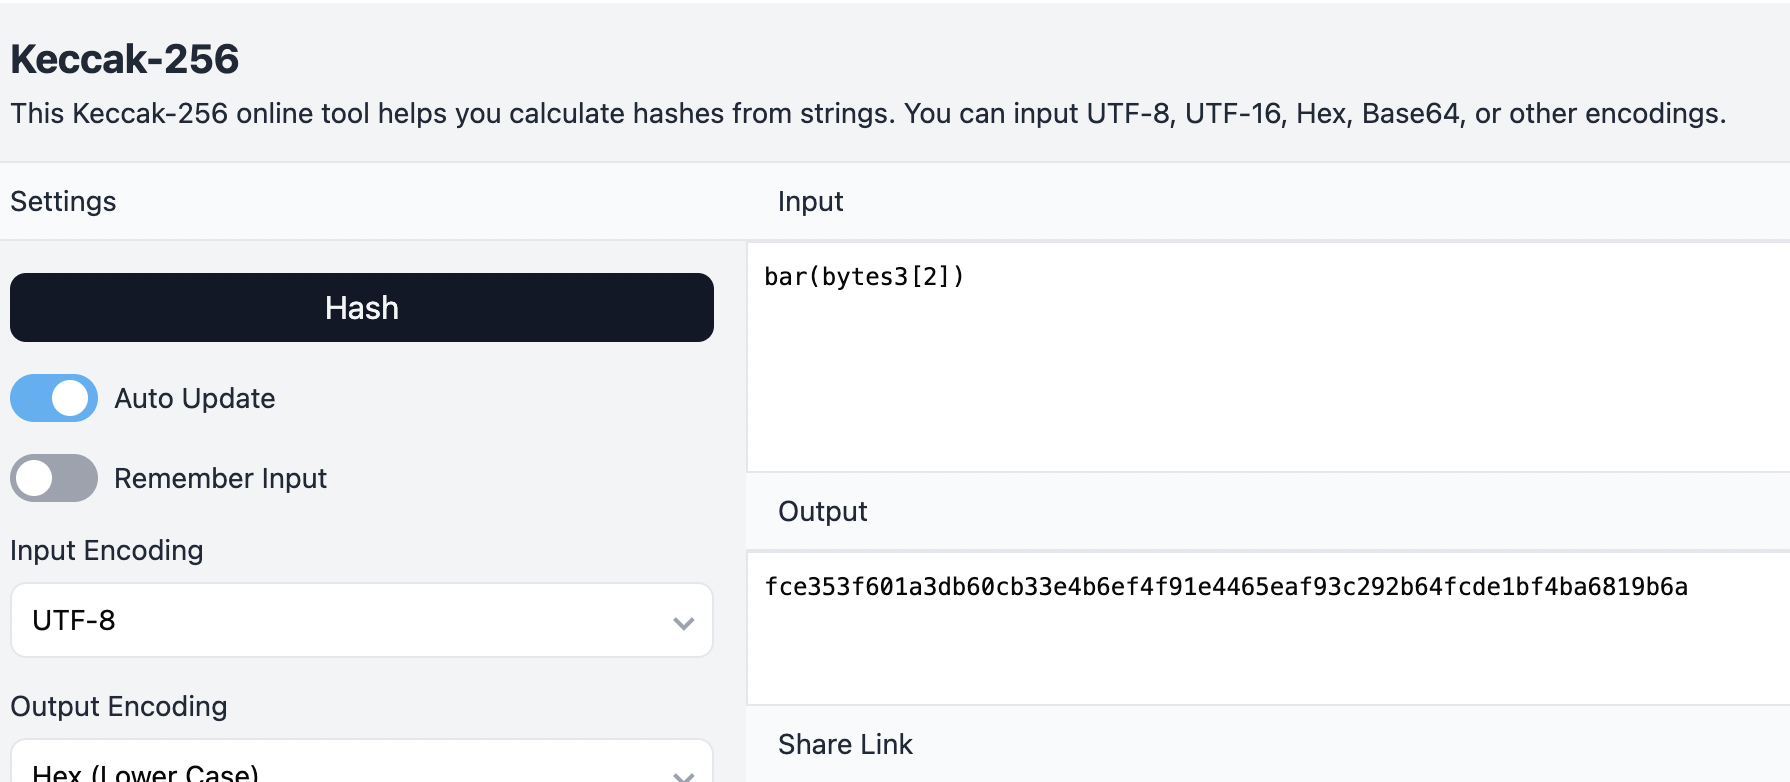 Keccak-256
This Keccak-256 online tool helps you calculate hashes from strings. You can input UTF-8, UTF-16, Hex, Base64, or other encodings.
Settings
Input
Hash
bar(bytes3[2])
Auto Update
Remember Input
Output
Input Encoding
fce353f601a3db60cb33e4b6ef4f91e4465eaf93c292b64fcde1bf4ba6819b6a
UTF-8
Output Encoding
Share Link
Hex (Lower Case)